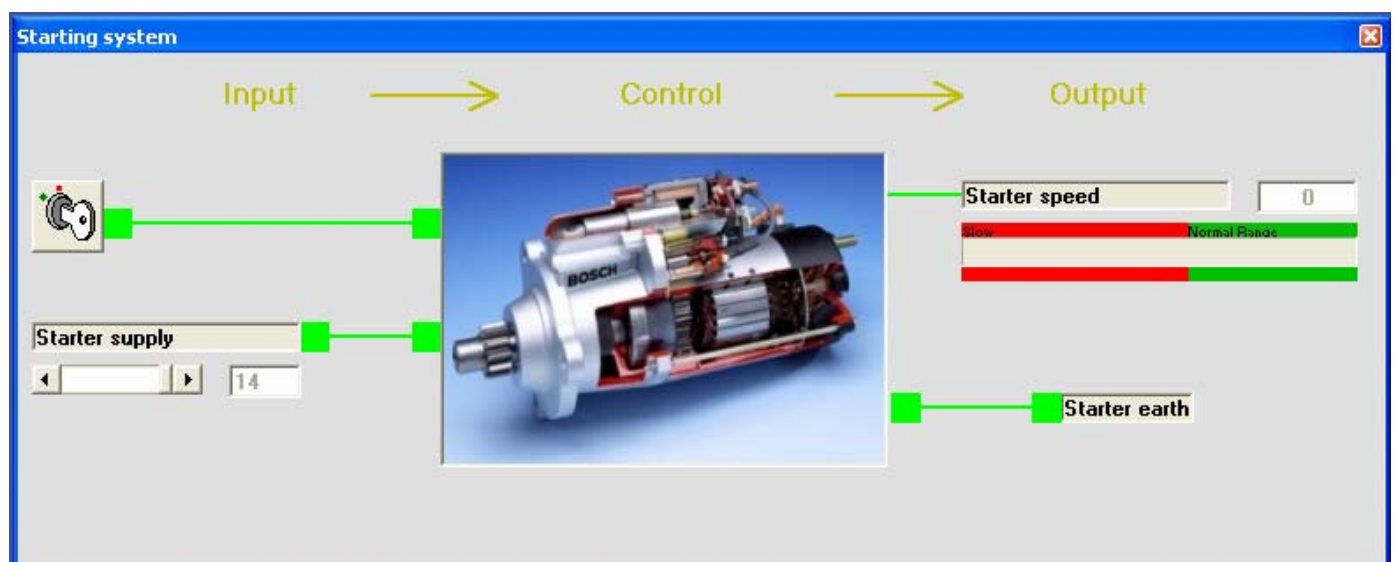 Starting system
Input
Control
Output
BOSCH
Starter speed
0
Slow
Normal Range
Starter supply
14
Starter earth